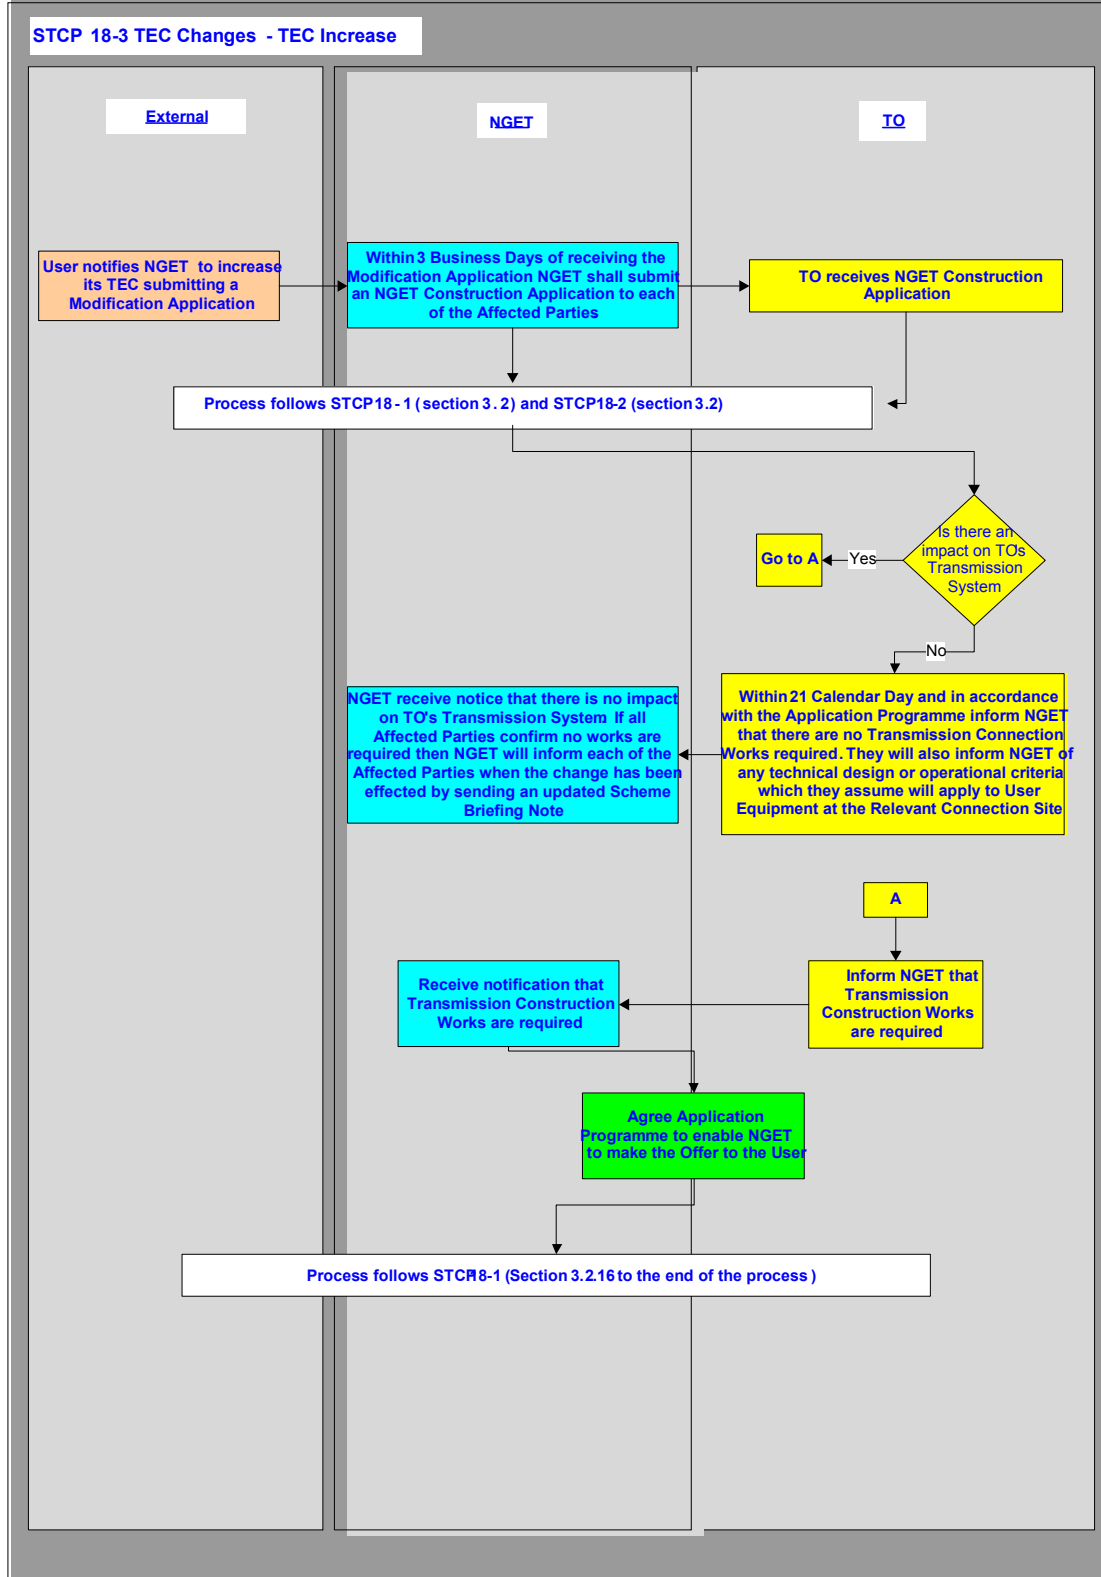 STCP 18-3 TEC Changes - TEC Increase
External
NGET
TO
User notifies NGET to increase
its TEC submitting a
Modification Application
Within 3 Business Days of receiving the
Modification Application NGET shall submit
an NGET Construction Application to each
of the Affected Parties
TO receives NGET Construction
Application
Process follows STCP18-1 (section 3.2) and STCP18-2 (section 3.2)
Is there an
impact on TO's
Transmission
System
Yes
Go to A
No
Within 21 Calendar Day and in accordance
with the Application Programme inform NGET
that there are no Transmission Connection
Works required. They will also inform NGET of
any technical design or operational criteria
which they assume will apply to User
Equipment at the Relevant Connection Site
NGET receive notice that there is no impact
on TO's Transmission System If all
Affected Parties confirm no works are
required then NGET will inform each of the
Affected Parties when the change has been
effected by sending an updated Scheme
Briefing Note
A
Inform NGET that
Transmission
Construction Works
are required
Receive notification that
Transmission Construction
Works are required
Agree Application
Programme to enable NGET
to make the Offer to the User
Process follows STCP18-1 (Section 3.2.16 to the end of the process )